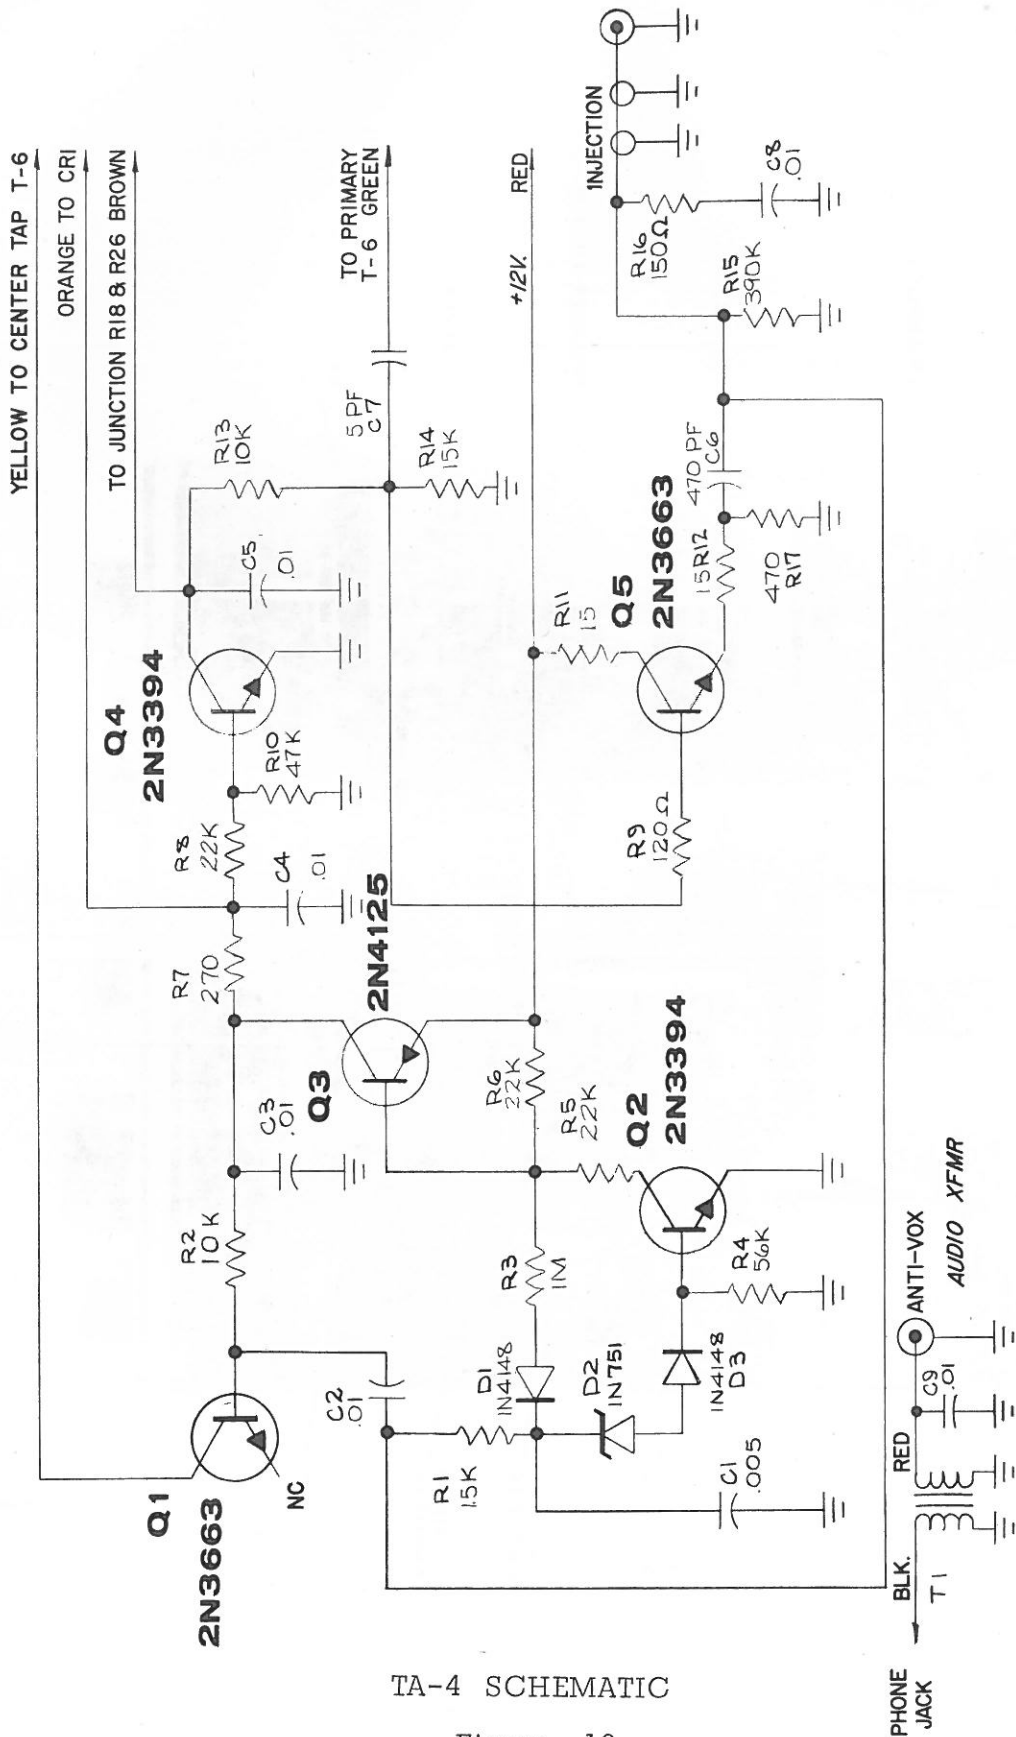 YELLOW TO CENTER TAP T-6
ORANGE TO CR1
TO JUNCTION R18 & R26 BROWN
TO PRIMARY
T-6 GREEN
+12V.
RED
INJECTION
R13
10K
C5
.01
5 PF
C7
R14
15K
R16
150Ω
C8
.01
R15
390K
Q4
2N3394
R10
47K
R8
22K
C4
.01
R7
270
R11
15
Q5
2N3663
15 R12
470 PF
C6
470
R17
R9
120Ω
2N4125
Q3
C3
.01
R2
10K
R6
22K
R5
22K
Q2
2N3394
R3
1M
R4
56K
D1
1N4148
D2
1N751
1N4148
D3
C2
.01
R1
1.5K
C1
.005
Q1
2N3663
NC
ANTI-VOX
AUDIO XFMR
C9
.01
RED
BLK.
T1
PHONE
JACK
TA-4 SCHEMATIC